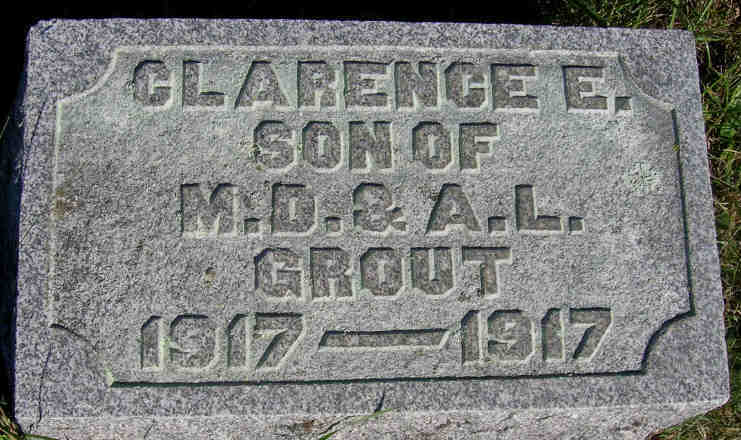 CLARENCE E.
SON OF
M.D. & A.L.
GROUT
1917 — 1917